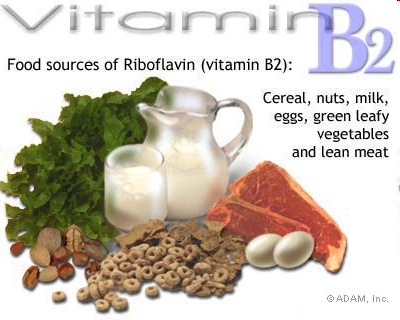 Vitamin B2
Food sources of Riboflavin (vitamin B2):
Cereal, nuts, milk,
eggs, green leafy
vegetables
and lean meat
© ADAM, Inc.